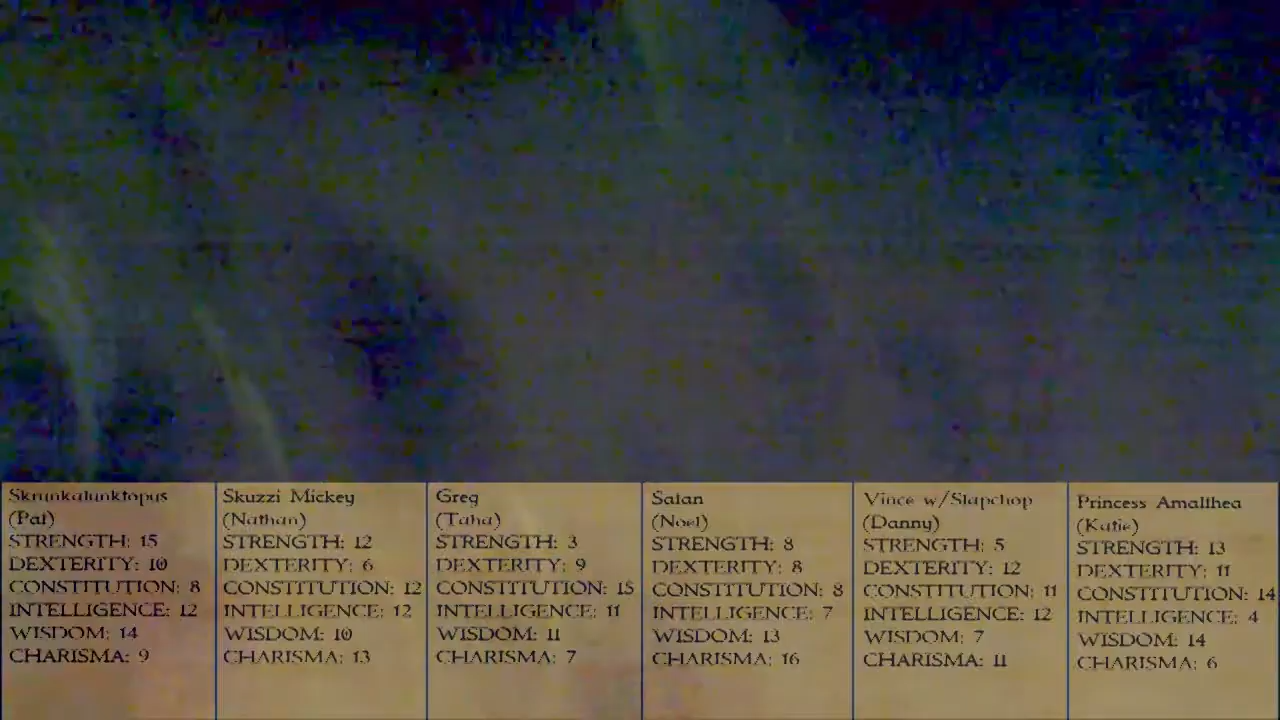 Skrunkalunktopus
(Pat)
STRENGTH: 15
DEXTERITY: 10
CONSTITUTION: 8
INTELLIGENCE: 12
WISDOM: 14
CHARISMA: 9
Skuzzi Mickey
(Nathan)
STRENGTH: 12
DEXTERITY: 6
CONSTITUTION: 12
INTELLIGENCE: 12
WISDOM: 10
CHARISMA: 13
Greg
(Taha)
STRENGTH: 3
DEXTERITY: 9
CONSTITUTION: 15
INTELLIGENCE: 11
WISDOM: 11
CHARISMA: 7
Satan
(Noel)
STRENGTH: 8
DEXTERITY: 8
CONSTITUTION: 8
INTELLIGENCE: 7
WISDOM: 13
CHARISMA: 16
Vince w/Slapchop
(Danny)
STRENGTH: 5
DEXTERITY: 12
CONSTITUTION: 11
INTELLIGENCE: 12
WISDOM: 7
CHARISMA: 11
Princess Amalthea
(Katie)
STRENGTH: 13
DEXTERITY: 11
CONSTITUTION: 14
INTELLIGENCE: 4
WISDOM: 14
CHARISMA: 6